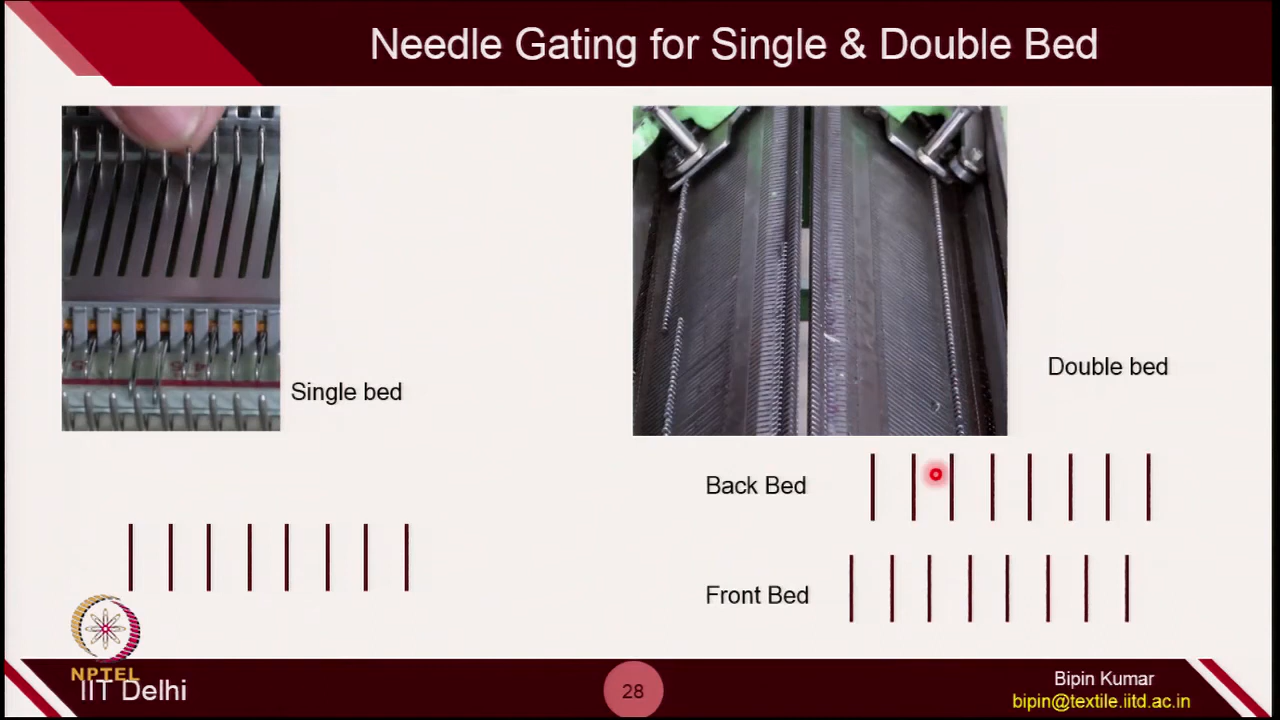 Needle Gating for Single & Double Bed
Single bed
Double bed
Back Bed
Front Bed
NPTEL
IIT Delhi
28
Bipin Kumar
bipin@textile.iitd.ac.in